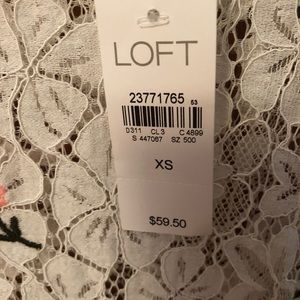 LOFT
23771765 53
D311 CL3 C4899
S 447067 SZ 500
XS
$59.50